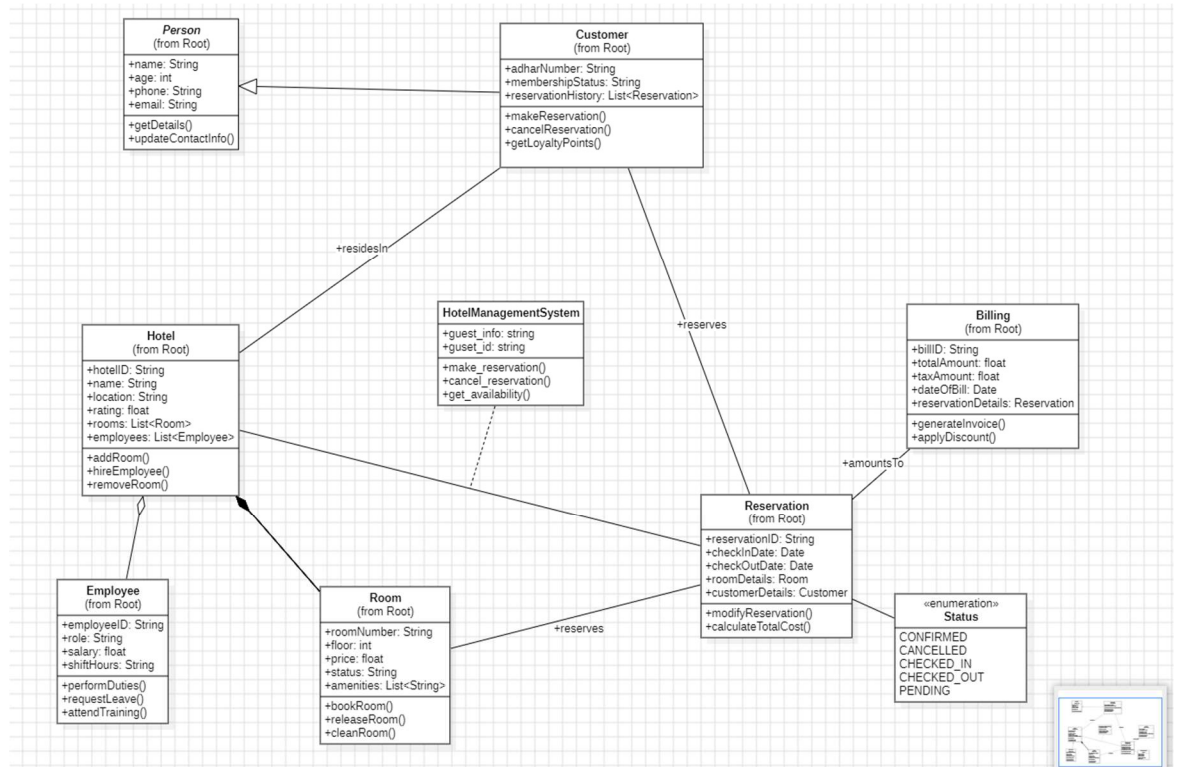 Person
(from Root)
+name: String
+age: int
+phone: String
+email: String
+getDetails()
+updateContactInfo()
Customer
(from Root)
+adharNumber: String
+membershipStatus: String
+reservationHistory: List<Reservation>
+makeReservation()
+cancelReservation()
+getLoyaltyPoints()
+residesIn
+reserves
Hotel
(from Root)
+hotelID: String
+name: String
+location: String
+rating: float
+rooms: List<Room>
+employees: List<Employee>
+addRoom()
+hireEmployee()
+removeRoom()
HotelManagementSystem
+guest_info: string
+guset_id: string
+make_reservation()
+cancel_reservation()
+get_availability()
Billing
(from Root)
+billID: String
+totalAmount: float
+taxAmount: float
+dateOfBill: Date
+reservationDetails: Reservation
+generateInvoice()
+applyDiscount()
+amountsTo
Reservation
(from Root)
+reservationID: String
+checkInDate: Date
+checkOutDate: Date
+roomDetails: Room
+customerDetails: Customer
+modifyReservation()
+calculateTotalCost()
Employee
(from Root)
+employeeID: String
+role: String
+salary: float
+shiftHours: String
+performDuties()
+requestLeave()
+attendTraining()
Room
(from Root)
+roomNumber: String
+floor: int
+price: float
+status: String
+amenities: List<String>
+bookRoom()
+releaseRoom()
+cleanRoom()
+reserves
«enumeration»
Status
CONFIRMED
CANCELLED
CHECKED_IN
CHECKED_OUT
PENDING